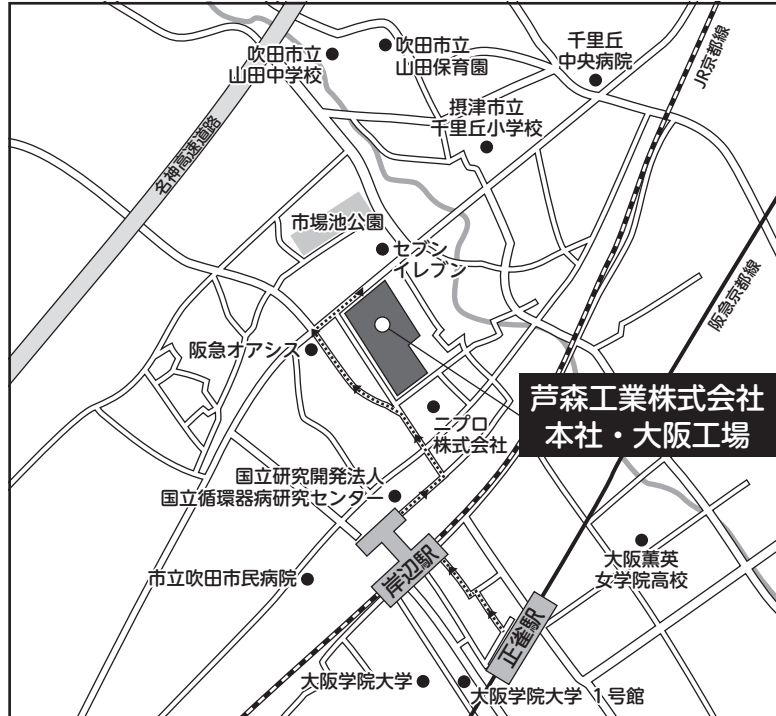 吹田市立
山田中学校
吹田市立
山田保育園
千里丘
中央病院
JR京都線
摂津市立
千里丘小学校
名神高速道路
市場池公園
セブン
イレブン
阪急京都線
阪急オアシス
芦森工業株式会社
本社・大阪工場
ニプロ
株式会社
国立研究開発法人
国立循環器病研究センター
大阪薫英
女学院高校
岸辺駅
市立吹田市民病院
正雀駅
大阪学院大学
大阪学院大学 1号館